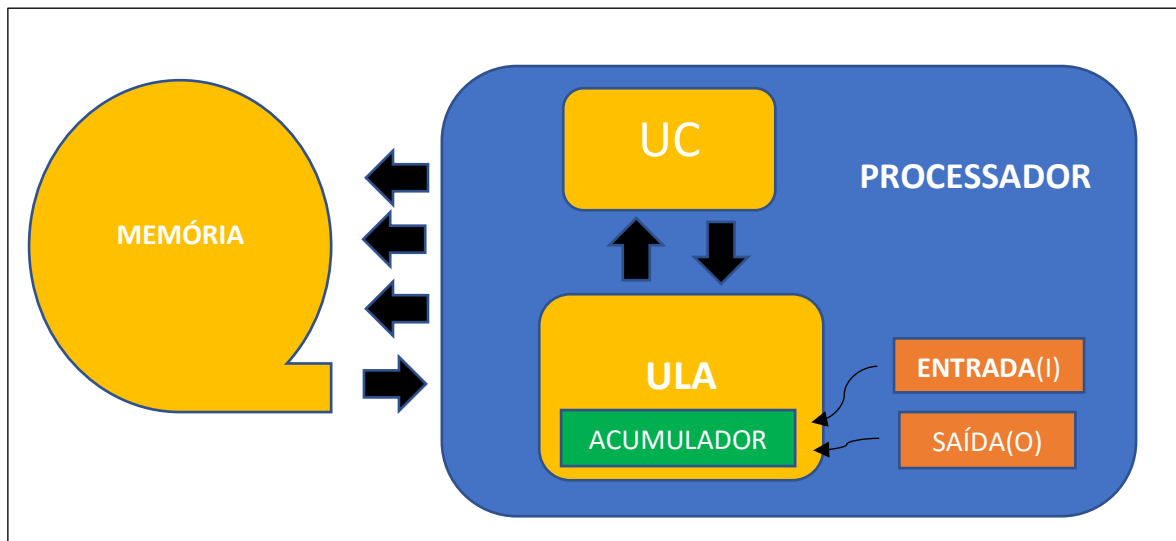 UC
PROCESSADOR
MEMÓRIA
ULA
ENTRADA(I)
ACUMULADOR
SAÍDA(O)